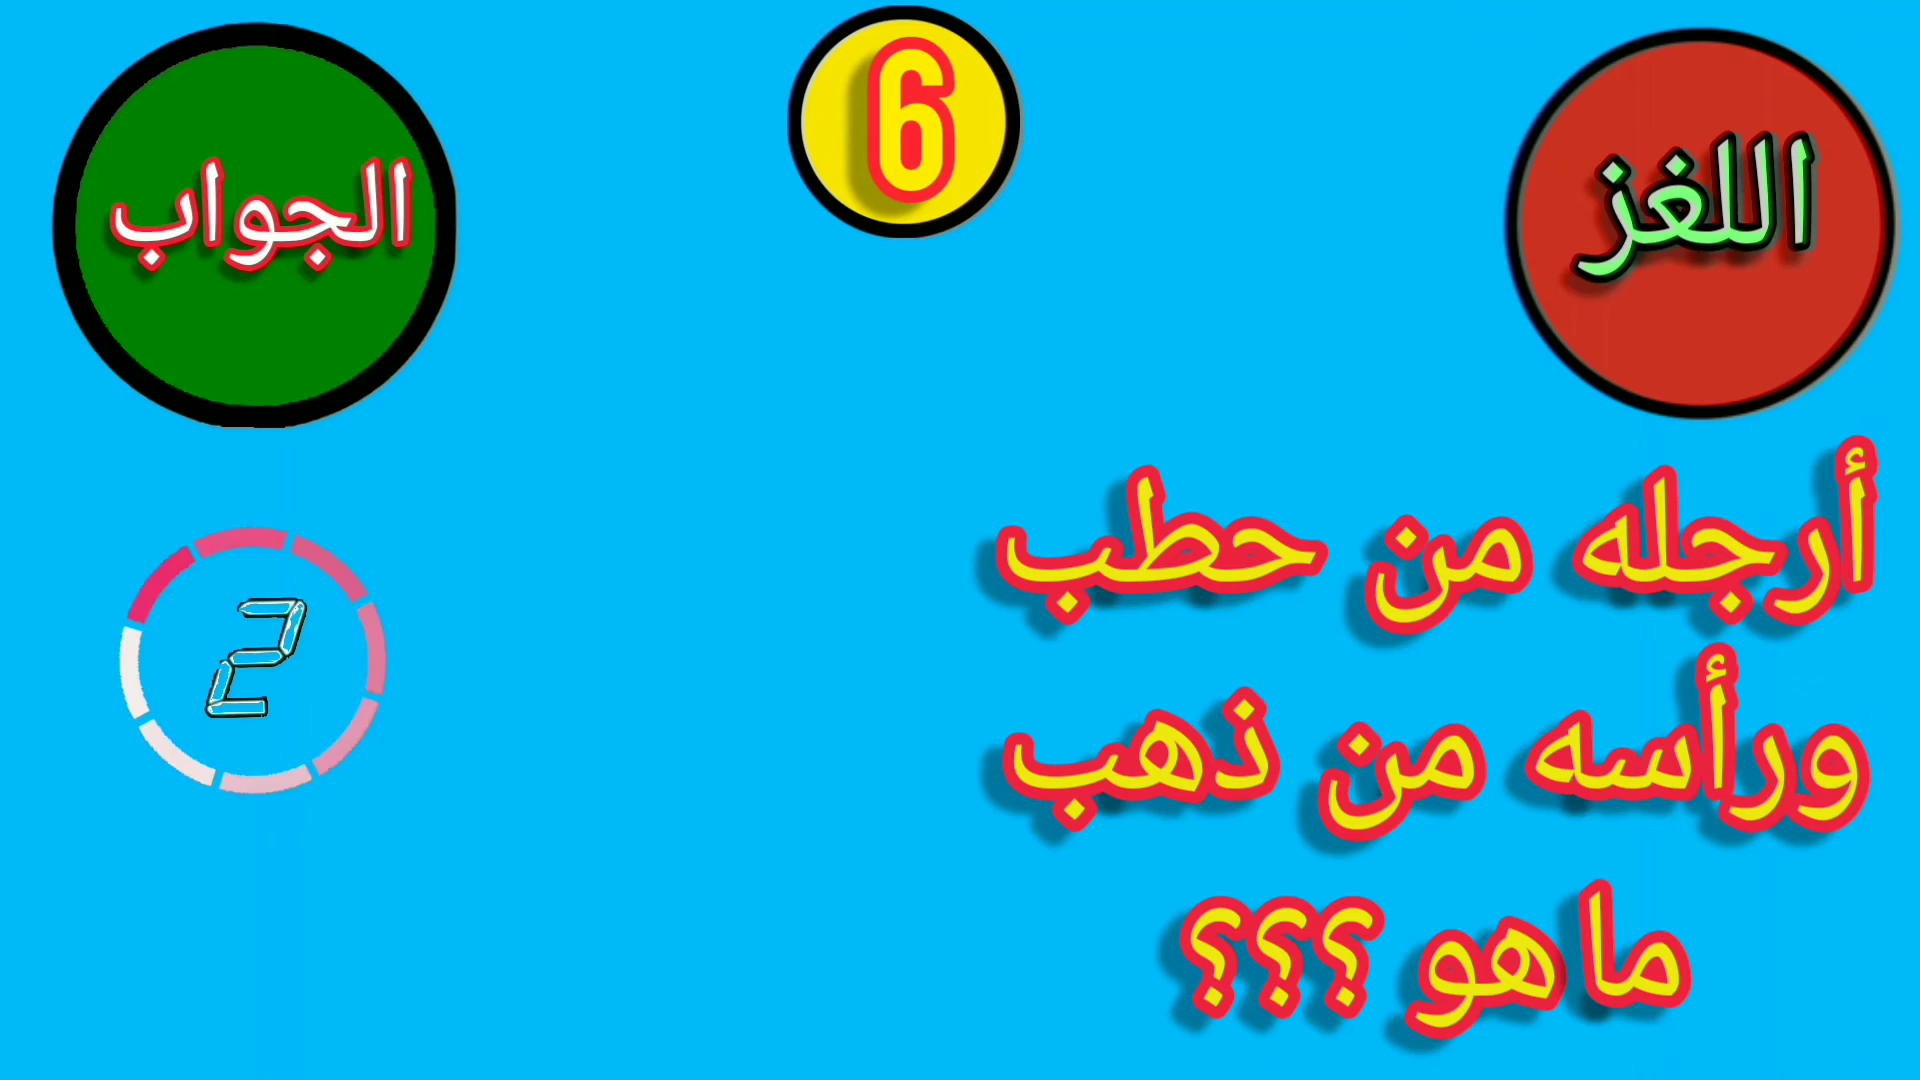 اللغز
6
الجواب
أرجله من حطب
ورأسه من ذهب
ما هو ؟؟؟
2